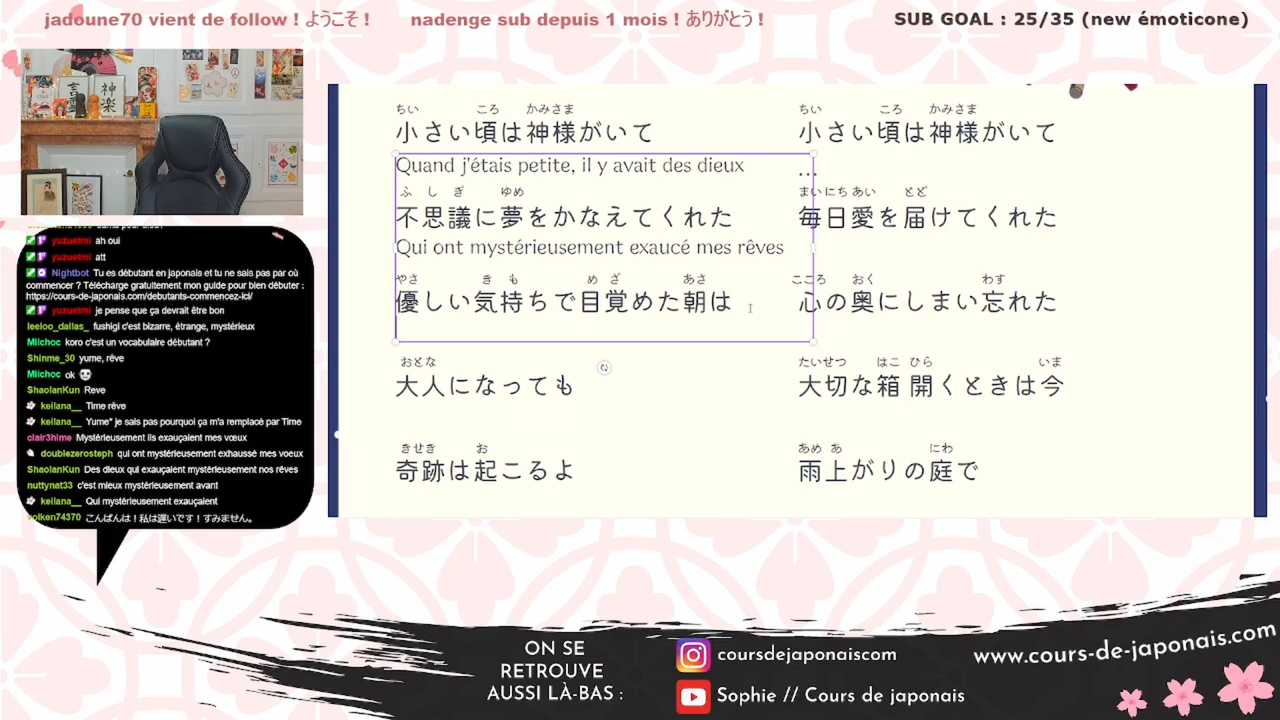 jadoune70 vient de follow ! ようこそ !
nadenge sub depuis 1 mois ! ありがとう !
SUB GOAL : 25/35 (new émoticone)
神楽
yuzuetmi ah oui
yuzuetmi att
Nightbot Tu es débutant en japonais et tu ne sais pas par où
commencer ? Télécharge gratuitement mon guide pour bien débuter :
https://cours-de-japonais.com/debutants-commencez-ici/
yuzuetmi je pense que ça devrait être bon
leeloo_dallas_ fushigi c'est bizarre, étrange, mystérieux
Miichoc koro c'est un vocabulaire débutant ?
Shinme_30 yume, rêve
Miichoc ok
ShaolanKun Reve
keilana__ Time rêve
keilana__ Yume* je sais pas pourquoi ça m'a remplacé par Time
clair3hime Mystérieusement ils exauçaient mes vœux
doublezerosteph qui ont mystérieusement exhaussé mes voeux
ShaolanKun Des dieux qui exauçaient mystérieusement nos rêves
nuttynat33 c'est mieux mystérieusement avant
keilana__ Qui mystérieusement exauçaient
yolken74370 こんばんは！私は遅いです！すみません。
ちい ころ かみさま
小さい頃は神様がいて
Quand j'étais petite, il y avait des dieux
ふ し ぎ ゆめ
不思議に夢をかなえてくれた
Qui ont mystérieusement exaucé mes rêves
やさ き も め ざ あさ
優しい気持ちで目覚めた朝は
おとな
大人になっても
きせき お
奇跡は起こるよ
ちい ころ かみさま
小さい頃は神様がいて
...
まいにち あい とど
毎日愛を届けてくれた
こころ おく わす
心の奥にしまい忘れた
たいせつ はこ ひら いま
大切な箱 開くときは今
あめ あ にわ
雨上がりの庭で
ON SE
RETROUVE
AUSSI LÀ-BAS :
coursdejaponaiscom
Sophie // Cours de japonais
www.cours-de-japonais.com